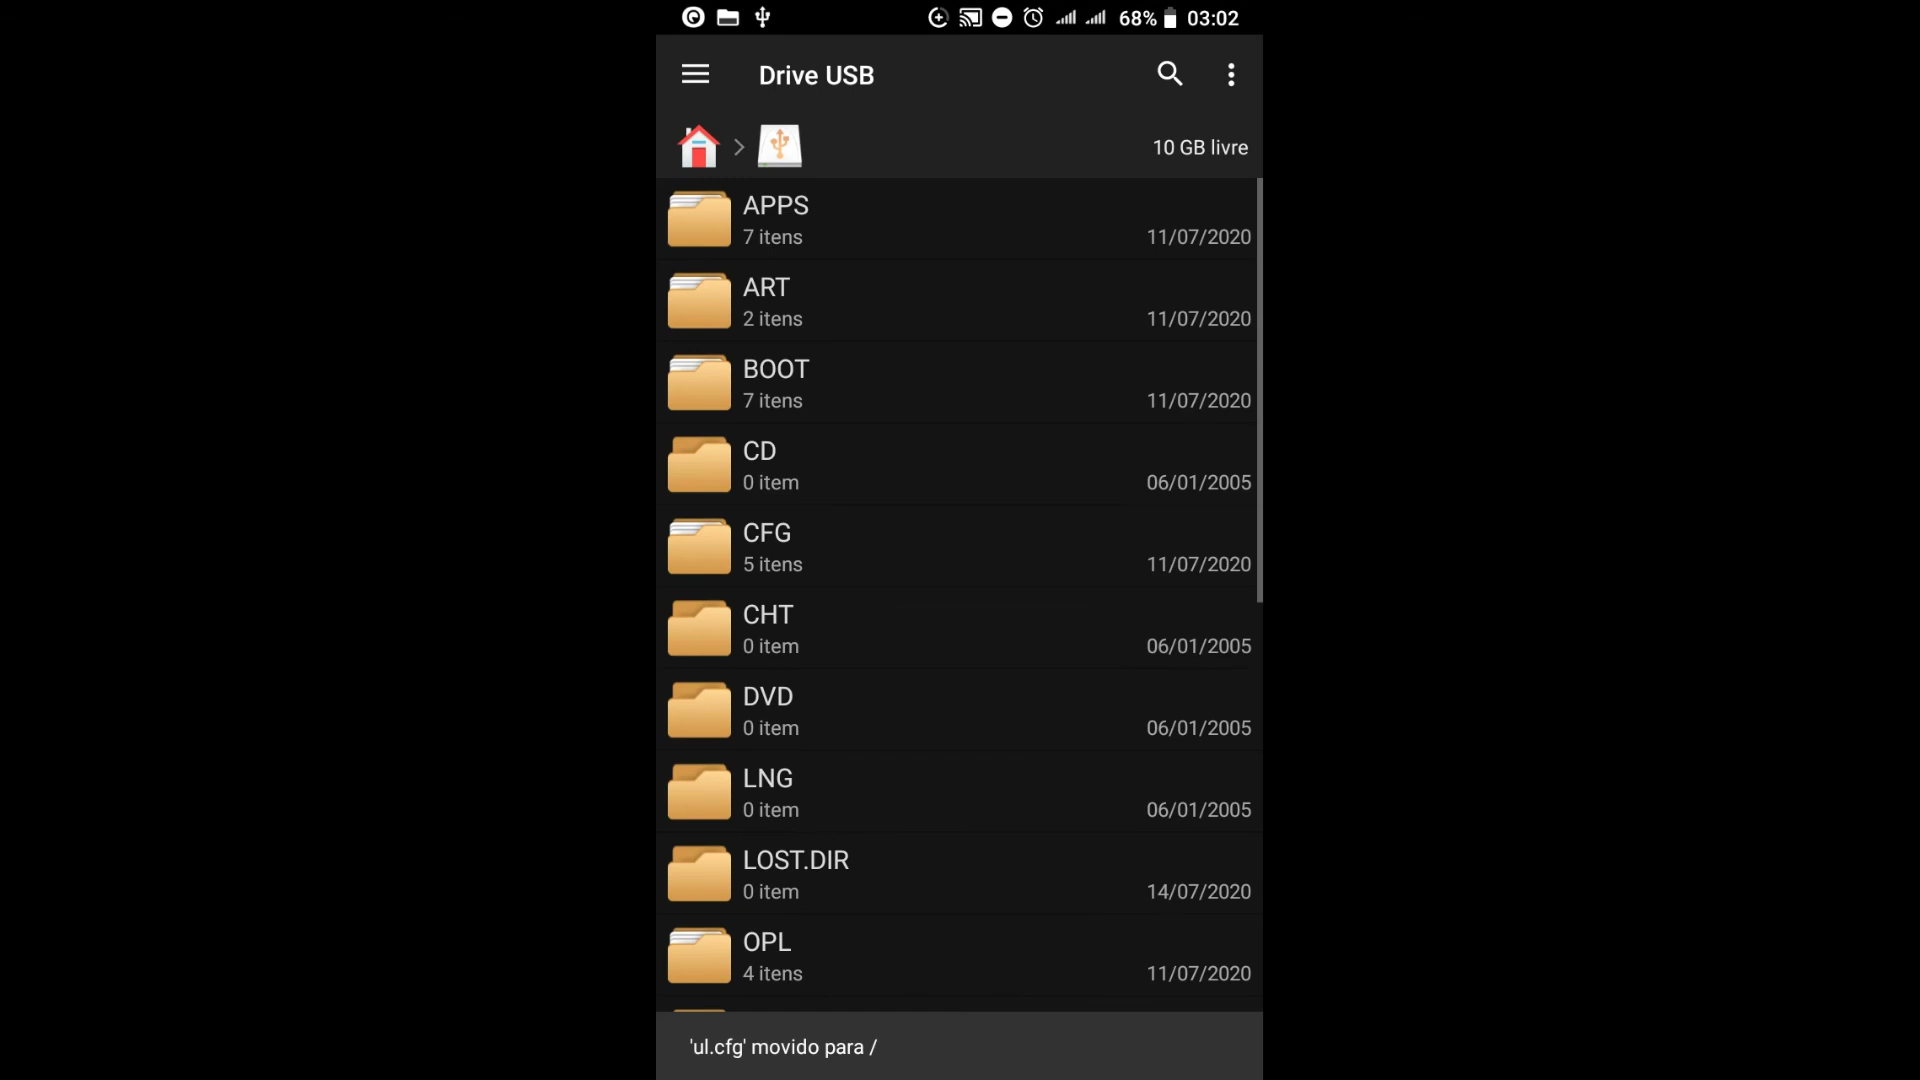 68% 03:02
Drive USB
10 GB livre
APPS
7 itens 11/07/2020
ART
2 itens 11/07/2020
BOOT
7 itens 11/07/2020
CD
0 item 06/01/2005
CFG
5 itens 11/07/2020
CHT
0 item 06/01/2005
DVD
0 item 06/01/2005
LNG
0 item 06/01/2005
LOST.DIR
0 item 14/07/2020
OPL
4 itens 11/07/2020
'ul.cfg' movido para /